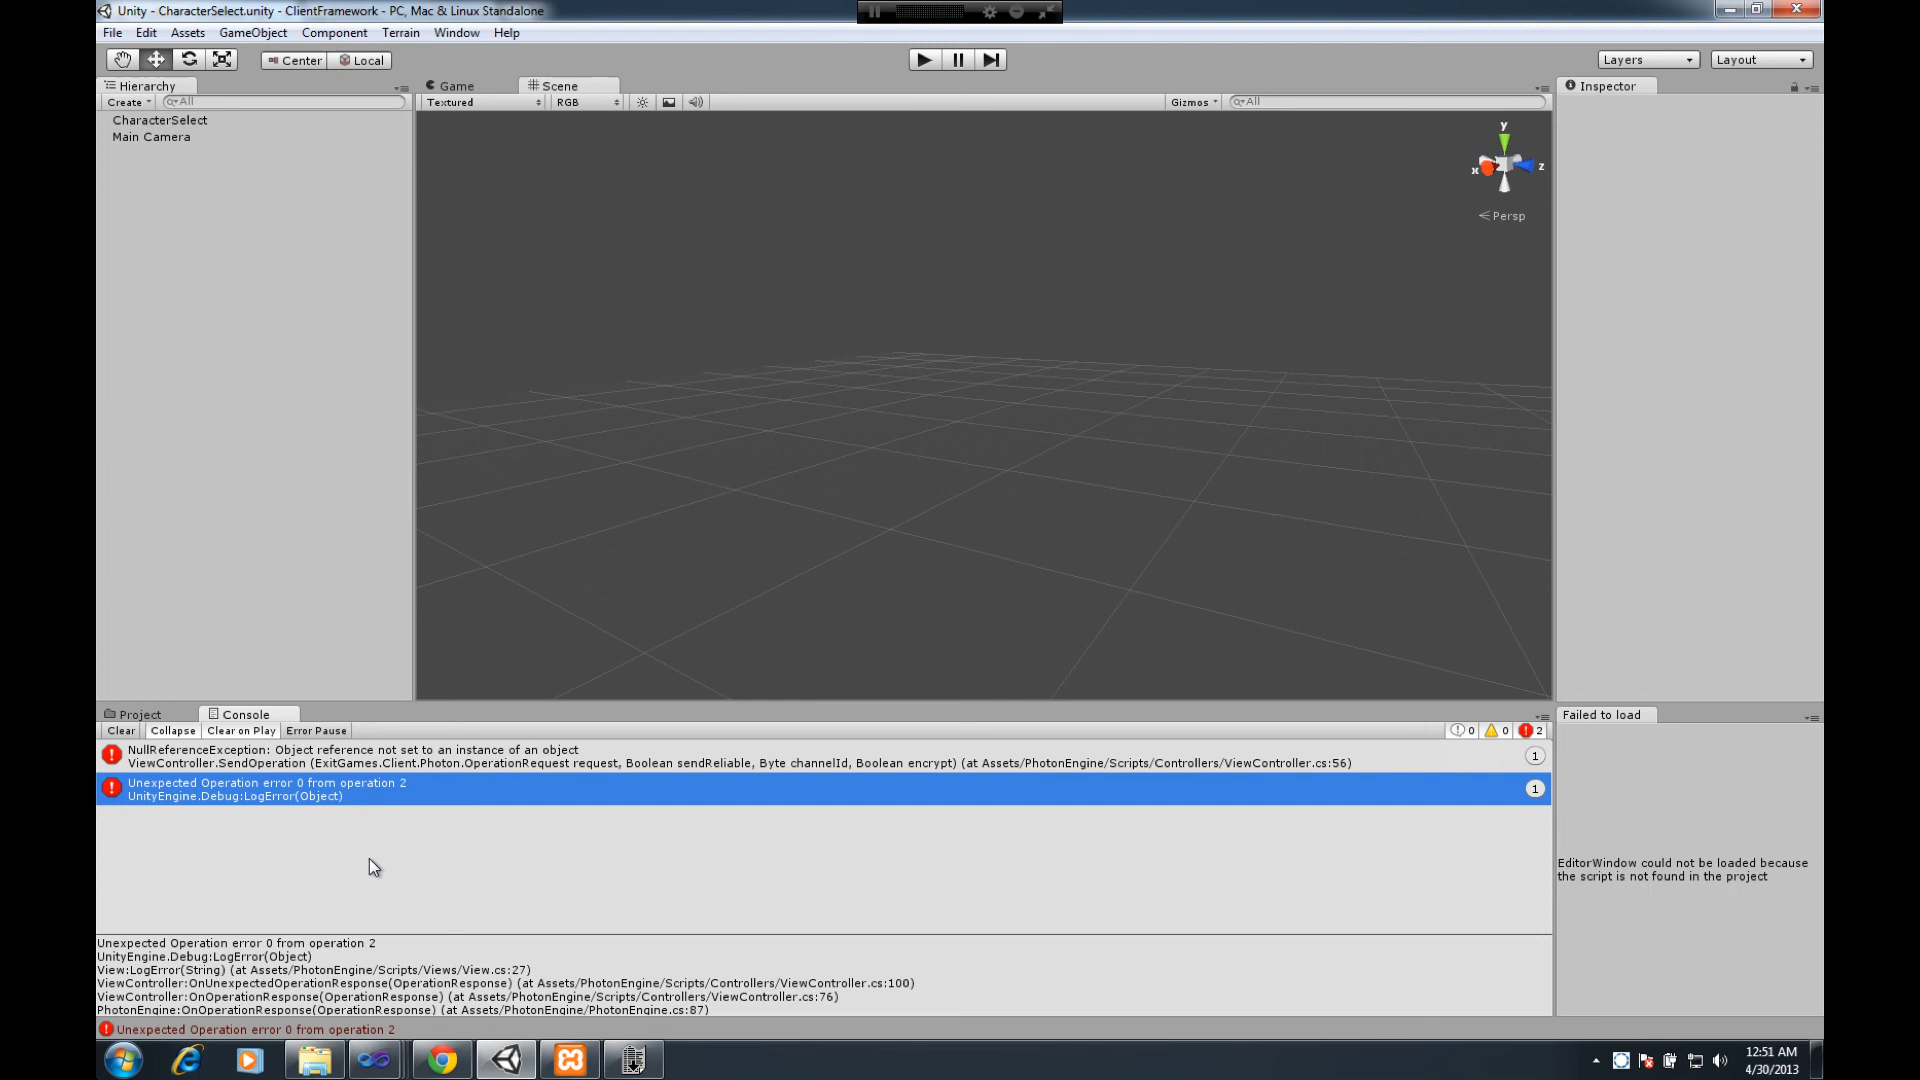 Unity - CharacterSelect.unity - ClientFramework - PC, Mac & Linux Standalone
File Edit Assets GameObject Component Terrain Window Help
Center Local Layers Layout
Hierarchy Game Scene Inspector
Create All Textured RGB Gizmos All
CharacterSelect
Main Camera
y
x z
Persp
Project Console Failed to load
Clear Collapse Clear on Play Error Pause 0 0 2
NullReferenceException: Object reference not set to an instance of an object
ViewController.SendOperation (ExitGames.Client.Photon.OperationRequest request, Boolean sendReliable, Byte channelId, Boolean encrypt) (at Assets/PhotonEngine/Scripts/Controllers/ViewController.cs:56)
1
Unexpected Operation error 0 from operation 2
UnityEngine.Debug:LogError(Object)
1
EditorWindow could not be loaded because
the script is not found in the project
Unexpected Operation error 0 from operation 2
UnityEngine.Debug:LogError(Object)
View:LogError(String) (at Assets/PhotonEngine/Scripts/Views/View.cs:27)
ViewController:OnUnexpectedOperationResponse(OperationResponse) (at Assets/PhotonEngine/Scripts/Controllers/ViewController.cs:100)
ViewController:OnOperationResponse(OperationResponse) (at Assets/PhotonEngine/Scripts/Controllers/ViewController.cs:76)
PhotonEngine:OnOperationResponse(OperationResponse) (at Assets/PhotonEngine/PhotonEngine.cs:87)
Unexpected Operation error 0 from operation 2
12:51 AM
4/30/2013